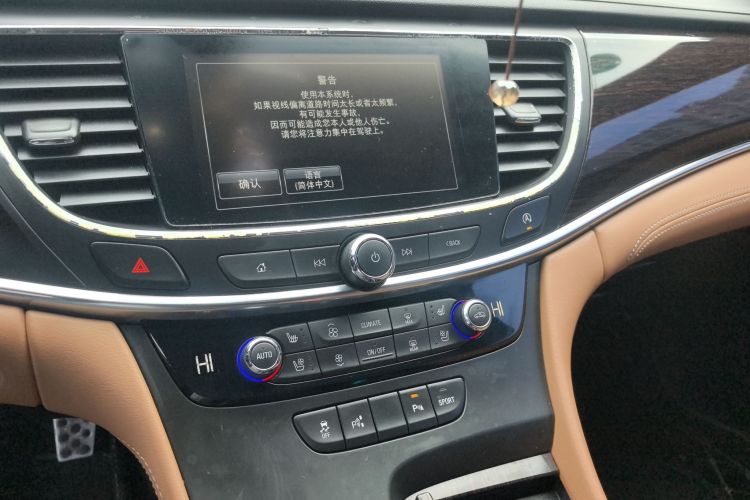 警告
使用本系统时,
如果视线偏离道路时间太长或者太频繁,
有可能发生事故,
因而可能造成您本人或他人伤亡。
请您将注意力集中在驾驶上。
确认
语言
(简体中文)
BACK
HI
AUTO
CLIMATE
MAX
HI
ON/OFF
REAR
OFF
SPORT